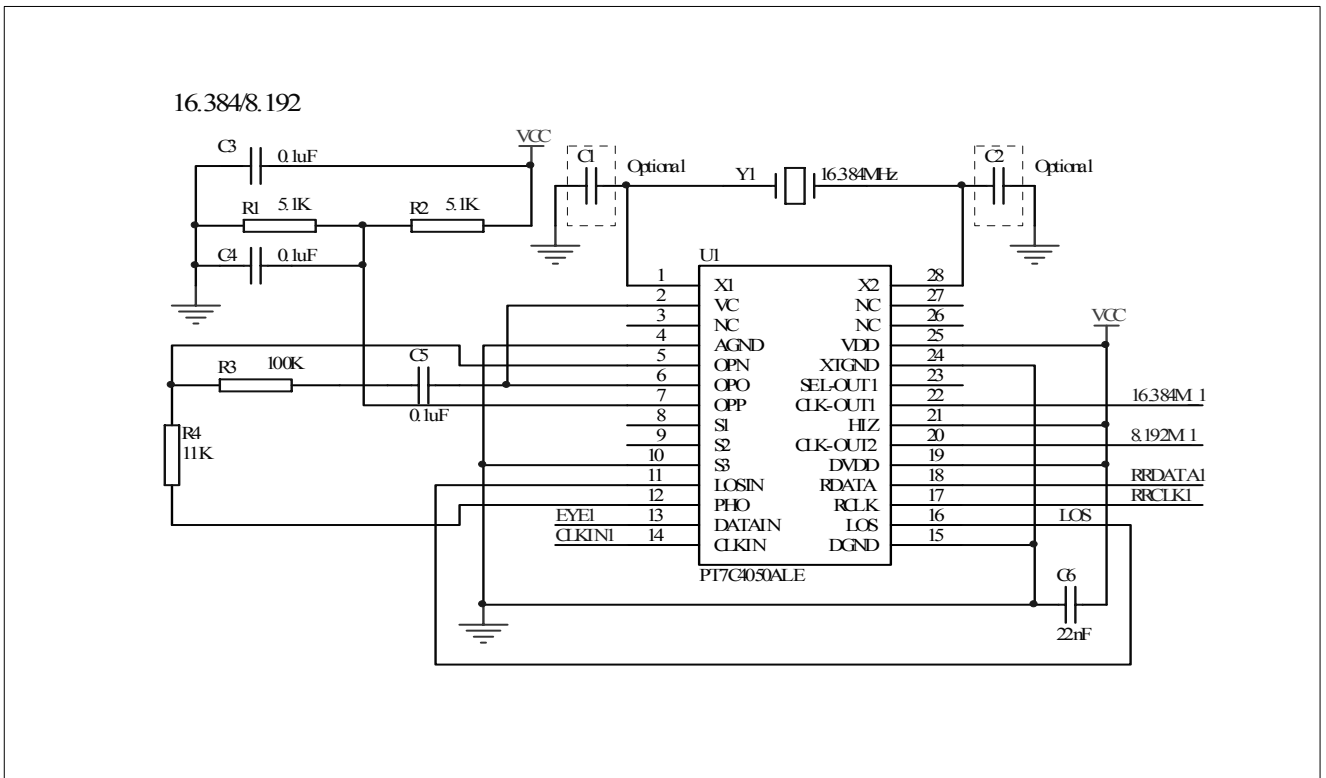 16.384/8.192
C3
0.1uF
VCC
C1
Optional
Y1
16.384MHz
C2
Optional
R1
5.1K
R2
5.1K
C4
0.1uF
U1
1
X1
X2
28
2
VC
NC
27
3
NC
NC
26
4
AGND
VDD
25
VCC
5
OPN
XTGND
24
6
OPO
SEL-OUT1
23
7
OPP
CLK-OUT1
22
16.384M_1
8
S1
HIZ
21
9
S2
CLK-OUT2
20
8.192M_1
10
S3
DVDD
19
11
LOSIN
RDATA
18
RRDATA1
12
PHO
RCLK
17
RRCLK1
EYE1
13
DATAIN
LOS
16
LOS
CLKIN1
14
CLKIN
DGND
15
R3
100K
C5
0.1uF
R4
11K
PT7C4050ALE
C6
22nF